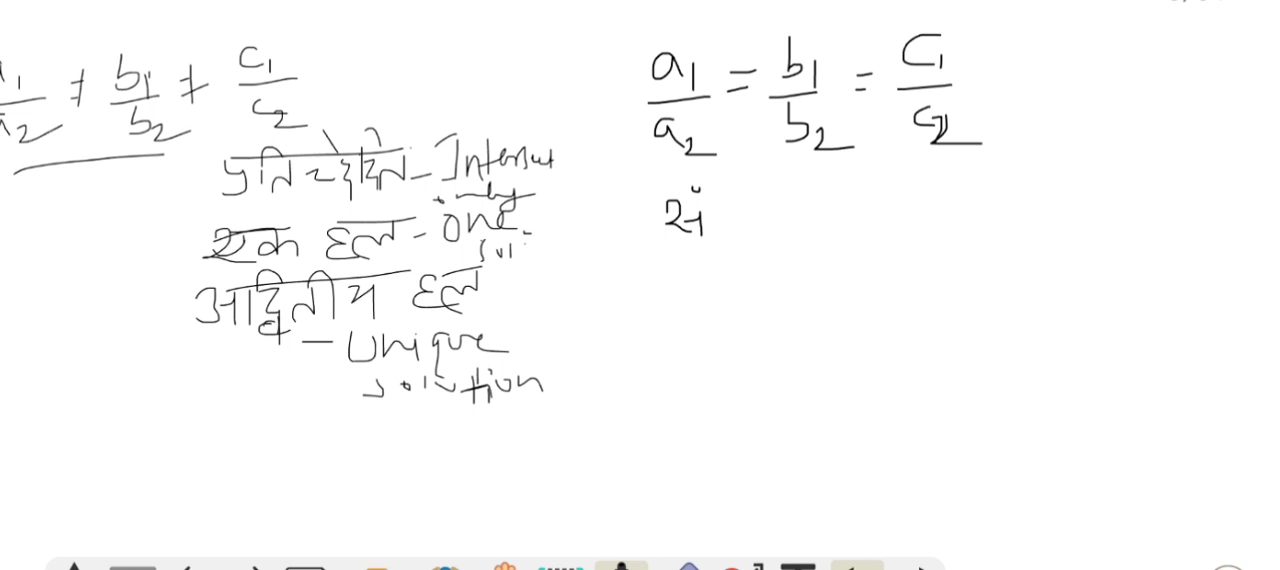 a1/a2 ≠ b1/b2 ≠ c1/c2
प्रतिच्छेदित - Intersect
only
एक हल - one
sol.
अद्वितीय हल
- Unique
solution
a1/a2 = b1/b2 = c1/c2
सं